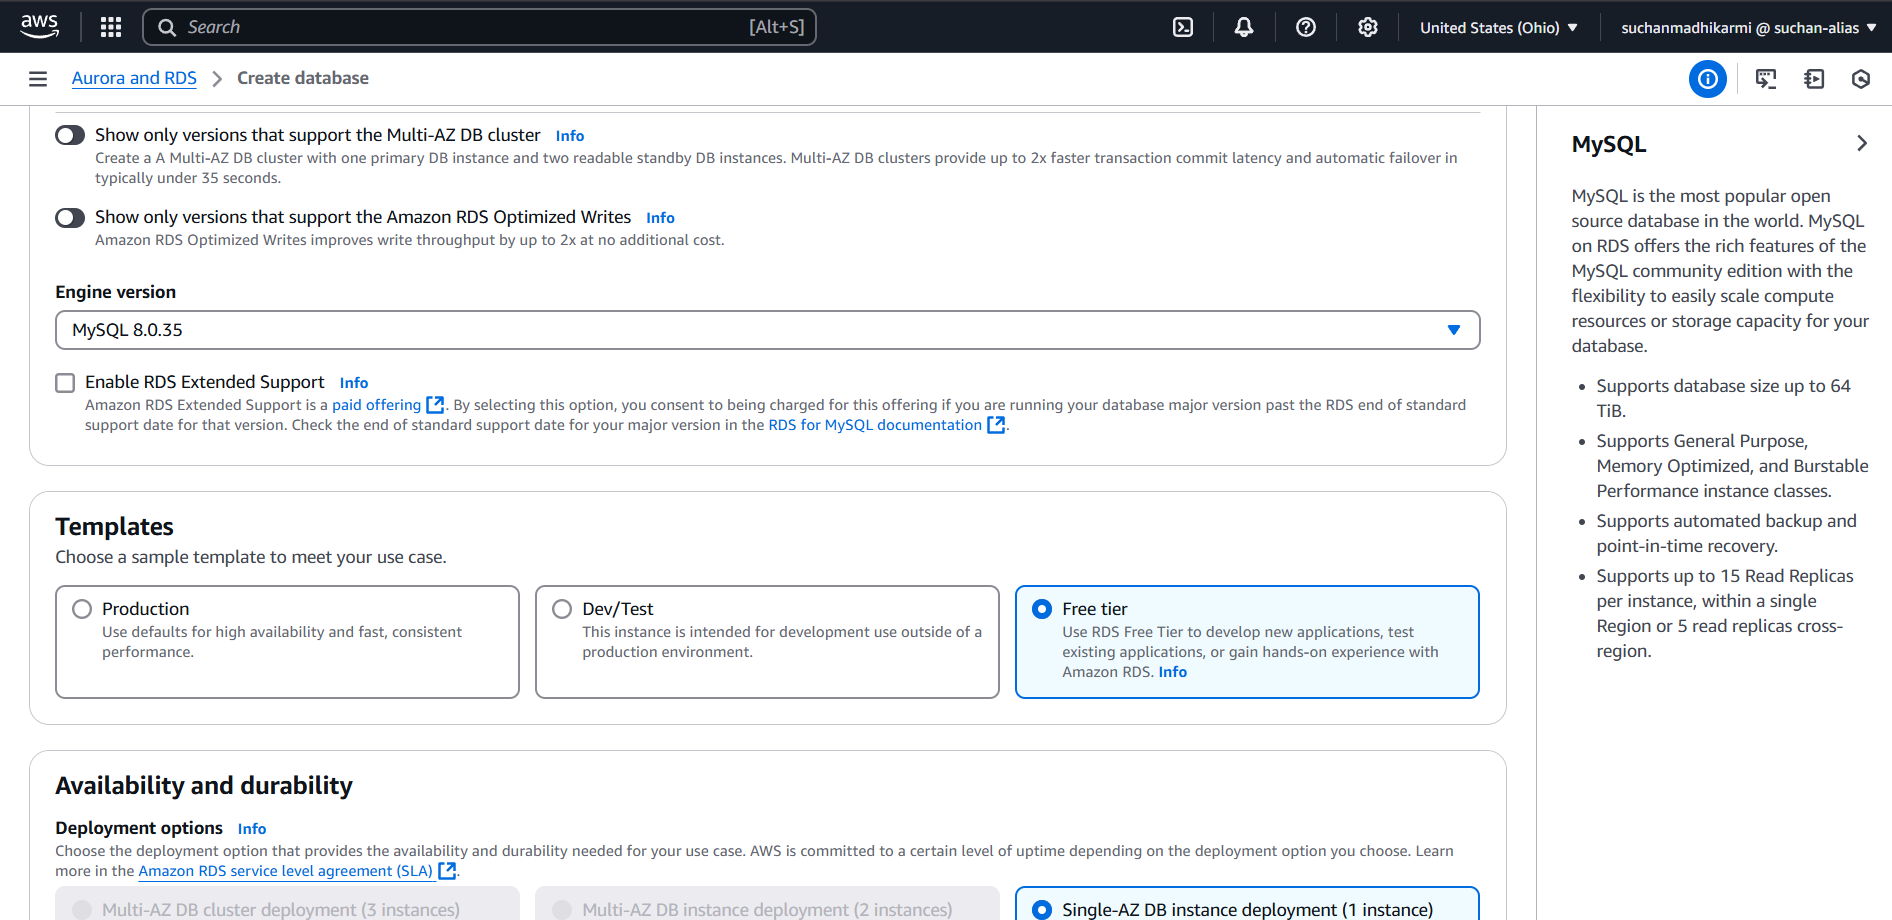 aws
Search
[Alt+S]
United States (Ohio)
suchanmadhikarmi @ suchan-alias
Aurora and RDS
Create database
Show only versions that support the Multi-AZ DB cluster Info
Create a A Multi-AZ DB cluster with one primary DB instance and two readable standby DB instances. Multi-AZ DB clusters provide up to 2x faster transaction commit latency and automatic failover in
typically under 35 seconds.
Show only versions that support the Amazon RDS Optimized Writes Info
Amazon RDS Optimized Writes improves write throughput by up to 2x at no additional cost.
Engine version
MySQL 8.0.35
Enable RDS Extended Support Info
Amazon RDS Extended Support is a paid offering. By selecting this option, you consent to being charged for this offering if you are running your database major version past the RDS end of standard
support date for that version. Check the end of standard support date for your major version in the RDS for MySQL documentation.
Templates
Choose a sample template to meet your use case.
Production
Use defaults for high availability and fast, consistent
performance.
Dev/Test
This instance is intended for development use outside of a
production environment.
Free tier
Use RDS Free Tier to develop new applications, test
existing applications, or gain hands-on experience with
Amazon RDS. Info
Availability and durability
Deployment options Info
Choose the deployment option that provides the availability and durability needed for your use case. AWS is committed to a certain level of uptime depending on the deployment option you choose. Learn
more in the Amazon RDS service level agreement (SLA).
Multi-AZ DB cluster deployment (3 instances)
Multi-AZ DB instance deployment (2 instances)
Single-AZ DB instance deployment (1 instance)
MySQL
MySQL is the most popular open
source database in the world. MySQL
on RDS offers the rich features of the
MySQL community edition with the
flexibility to easily scale compute
resources or storage capacity for your
database.
• Supports database size up to 64
TiB.
• Supports General Purpose,
Memory Optimized, and Burstable
Performance instance classes.
• Supports automated backup and
point-in-time recovery.
• Supports up to 15 Read Replicas
per instance, within a single
Region or 5 read replicas cross-
region.